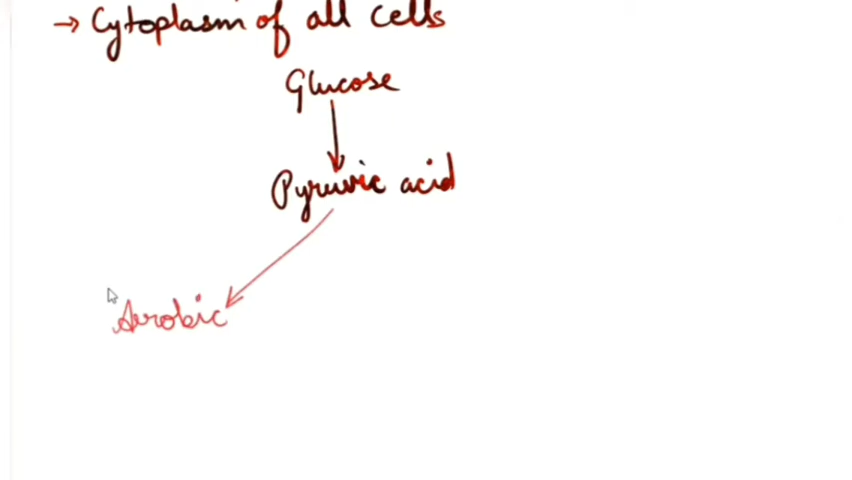 → Cytoplasm of all cells
Glucose
Pyruvic acid
Aerobic